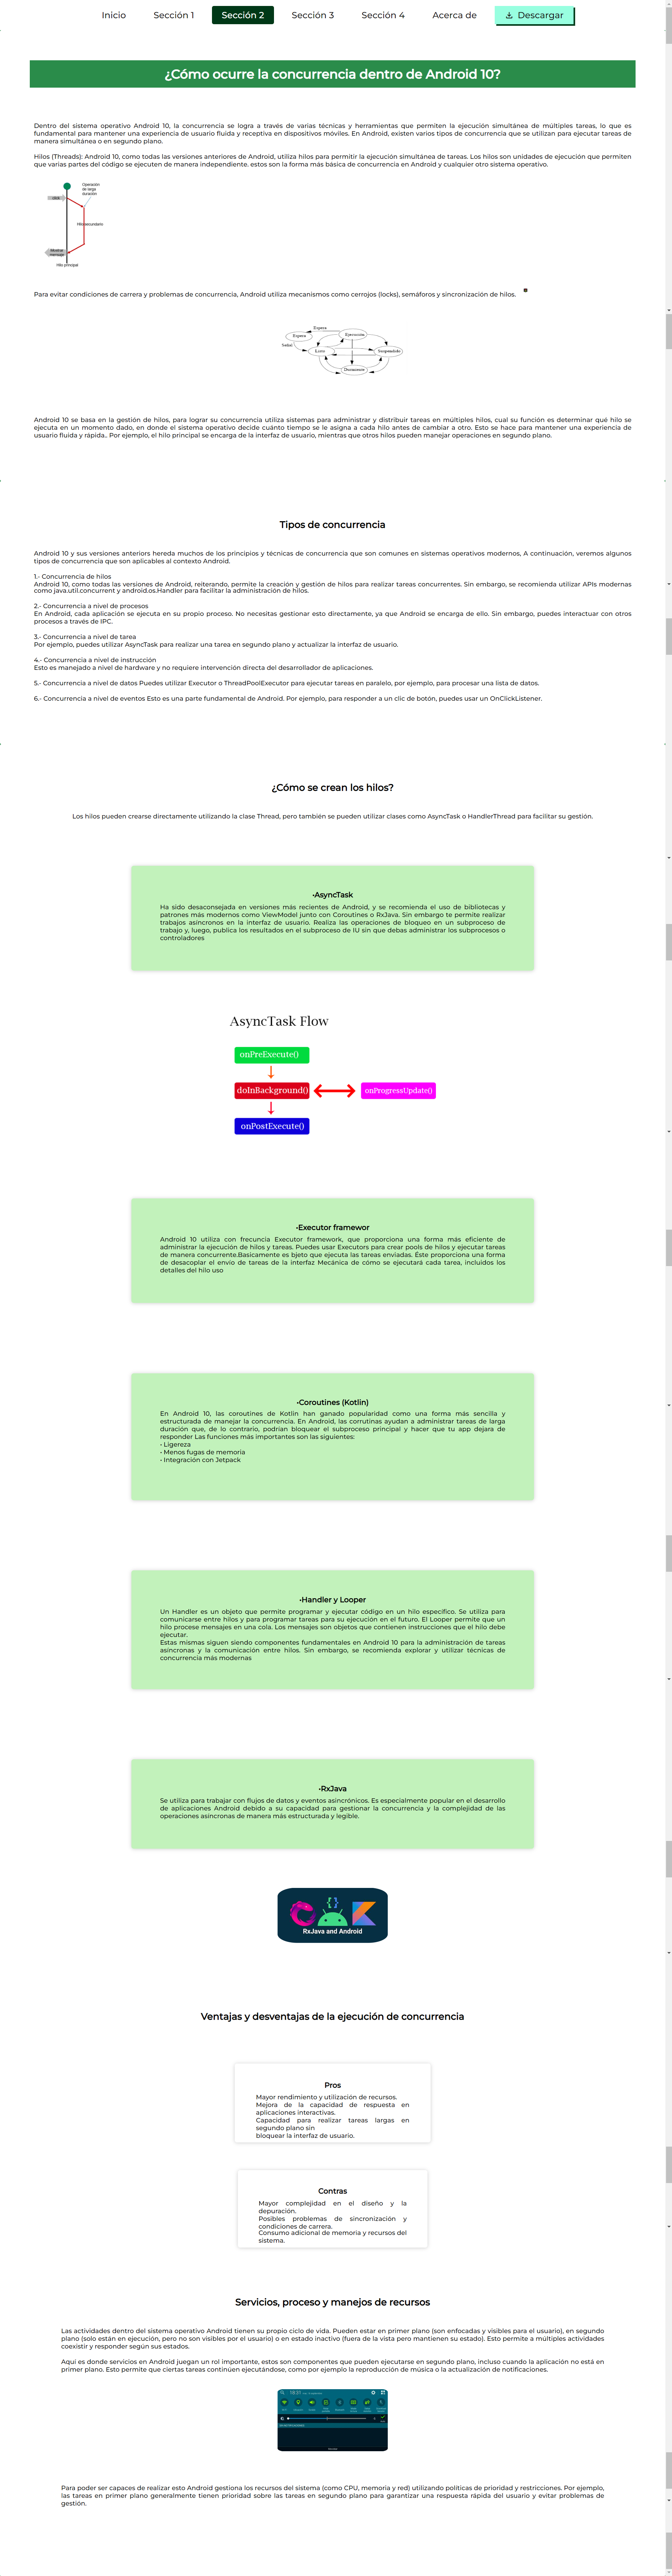 Inicio Sección 1 Sección 2 Sección 3 Sección 4 Acerca de Descargar
¿Cómo ocurre la concurrencia dentro de Android 10?
Dentro del sistema operativo Android 10, la concurrencia se logra a través de varias técnicas y herramientas que permiten la ejecución simultánea de múltiples tareas, lo que es
fundamental para mantener una experiencia de usuario fluida y receptiva en dispositivos móviles. En Android, existen varios tipos de concurrencia que se utilizan para ejecutar tareas de
manera simultánea o en segundo plano.
Hilos (Threads): Android 10, como todas las versiones anteriores de Android, utiliza hilos para permitir la ejecución simultánea de tareas. Los hilos son unidades de ejecución que permiten
que varias partes del código se ejecuten de manera independiente. estos son la forma más básica de concurrencia en Android y cualquier otro sistema operativo.
Operación
de larga
duración
click
Hilo secundario
Mostrar
mensaje
Hilo principal
Para evitar condiciones de carrera y problemas de concurrencia, Android utiliza mecanismos como cerrojos (locks), semáforos y sincronización de hilos.
Espera
Espera
Ejecución
Señal
Listo
Suspendido
Durmiente
Android 10 se basa en la gestión de hilos, para lograr su concurrencia utiliza sistemas para administrar y distribuir tareas en múltiples hilos, cual su función es determinar qué hilo se
ejecuta en un momento dado, en donde el sistema operativo decide cuánto tiempo se le asigna a cada hilo antes de cambiar a otro. Esto se hace para mantener una experiencia de
usuario fluida y rápida.. Por ejemplo, el hilo principal se encarga de la interfaz de usuario, mientras que otros hilos pueden manejar operaciones en segundo plano.
Tipos de concurrencia
Android 10 y sus versiones anteriors hereda muchos de los principios y técnicas de concurrencia que son comunes en sistemas operativos modernos, A continuación, veremos algunos
tipos de concurrencia que son aplicables al contexto Android.
1.- Concurrencia de hilos
Android 10, como todas las versiones de Android, reiterando, permite la creación y gestión de hilos para realizar tareas concurrentes. Sin embargo, se recomienda utilizar APIs modernas
como java.util.concurrent y android.os.Handler para facilitar la administración de hilos.
2.- Concurrencia a nivel de procesos
En Android, cada aplicación se ejecuta en su propio proceso. No necesitas gestionar esto directamente, ya que Android se encarga de ello. Sin embargo, puedes interactuar con otros
procesos a través de IPC.
3.- Concurrencia a nivel de tarea
Por ejemplo, puedes utilizar AsyncTask para realizar una tarea en segundo plano y actualizar la interfaz de usuario.
4.- Concurrencia a nivel de instrucción
Esto es manejado a nivel de hardware y no requiere intervención directa del desarrollador de aplicaciones.
5.- Concurrencia a nivel de datos Puedes utilizar Executor o ThreadPoolExecutor para ejecutar tareas en paralelo, por ejemplo, para procesar una lista de datos.
6.- Concurrencia a nivel de eventos Esto es una parte fundamental de Android. Por ejemplo, para responder a un clic de botón, puedes usar un OnClickListener.
¿Cómo se crean los hilos?
Los hilos pueden crearse directamente utilizando la clase Thread, pero también se pueden utilizar clases como AsyncTask o HandlerThread para facilitar su gestión.
•AsyncTask
Ha sido desaconsejada en versiones más recientes de Android, y se recomienda el uso de bibliotecas y
patrones más modernos como ViewModel junto con Coroutines o RxJava. Sin embargo te permite realizar
trabajos asíncronos en la interfaz de usuario. Realiza las operaciones de bloqueo en un subproceso de
trabajo y, luego, publica los resultados en el subproceso de IU sin que debas administrar los subprocesos o
controladores
AsyncTask Flow
onPreExecute()
doInBackground() onProgressUpdate()
onPostExecute()
•Executor framewor
Android 10 utiliza con frecuncia Executor framework, que proporciona una forma más eficiente de
administrar la ejecución de hilos y tareas. Puedes usar Executors para crear pools de hilos y ejecutar tareas
de manera concurrente.Basicamente es bjeto que ejecuta las tareas enviadas. Éste proporciona una forma
de desacoplar el envío de tareas de la interfaz Mecánica de cómo se ejecutará cada tarea, incluidos los
detalles del hilo uso
•Coroutines (Kotlin)
En Android 10, las coroutines de Kotlin han ganado popularidad como una forma más sencilla y
estructurada de manejar la concurrencia. En Android, las corrutinas ayudan a administrar tareas de larga
duración que, de lo contrario, podrían bloquear el subproceso principal y hacer que tu app dejara de
responder Las funciones más importantes son las siguientes:
• Ligereza
• Menos fugas de memoria
• Integración con Jetpack
•Handler y Looper
Un Handler es un objeto que permite programar y ejecutar código en un hilo específico. Se utiliza para
comunicarse entre hilos y para programar tareas para su ejecución en el futuro. El Looper permite que un
hilo procese mensajes en una cola. Los mensajes son objetos que contienen instrucciones que el hilo debe
ejecutar.
Estas mismas siguen siendo componentes fundamentales en Android 10 para la administración de tareas
asíncronas y la comunicación entre hilos. Sin embargo, se recomienda explorar y utilizar técnicas de
concurrencia más modernas
•RxJava
Se utiliza para trabajar con flujos de datos y eventos asincrónicos. Es especialmente popular en el desarrollo
de aplicaciones Android debido a su capacidad para gestionar la concurrencia y la complejidad de las
operaciones asíncronas de manera más estructurada y legible.
RxJava and Android
Ventajas y desventajas de la ejecución de concurrencia
Pros
Mayor rendimiento y utilización de recursos.
Mejora de la capacidad de respuesta en
aplicaciones interactivas.
Capacidad para realizar tareas largas en
segundo plano sin
bloquear la interfaz de usuario.
Contras
Mayor complejidad en el diseño y la
depuración.
Posibles problemas de sincronización y
condiciones de carrera.
Consumo adicional de memoria y recursos del
sistema.
Servicios, proceso y manejos de recursos
Las actividades dentro del sistema operativo Android tienen su propio ciclo de vida. Pueden estar en primer plano (son enfocadas y visibles para el usuario), en segundo
plano (solo están en ejecución, pero no son visibles por el usuario) o en estado inactivo (fuera de la vista pero mantienen su estado). Esto permite a múltiples actividades
coexistir y responder según sus estados.
Aquí es donde servicios en Android juegan un rol importante, estos son componentes que pueden ejecutarse en segundo plano, incluso cuando la aplicación no está en
primer plano. Esto permite que ciertas tareas continúen ejecutándose, como por ejemplo la reproducción de música o la actualización de notificaciones.
Para poder ser capaces de realizar esto Android gestiona los recursos del sistema (como CPU, memoria y red) utilizando políticas de prioridad y restricciones. Por ejemplo,
las tareas en primer plano generalmente tienen prioridad sobre las tareas en segundo plano para garantizar una respuesta rápida del usuario y evitar problemas de
gestión.